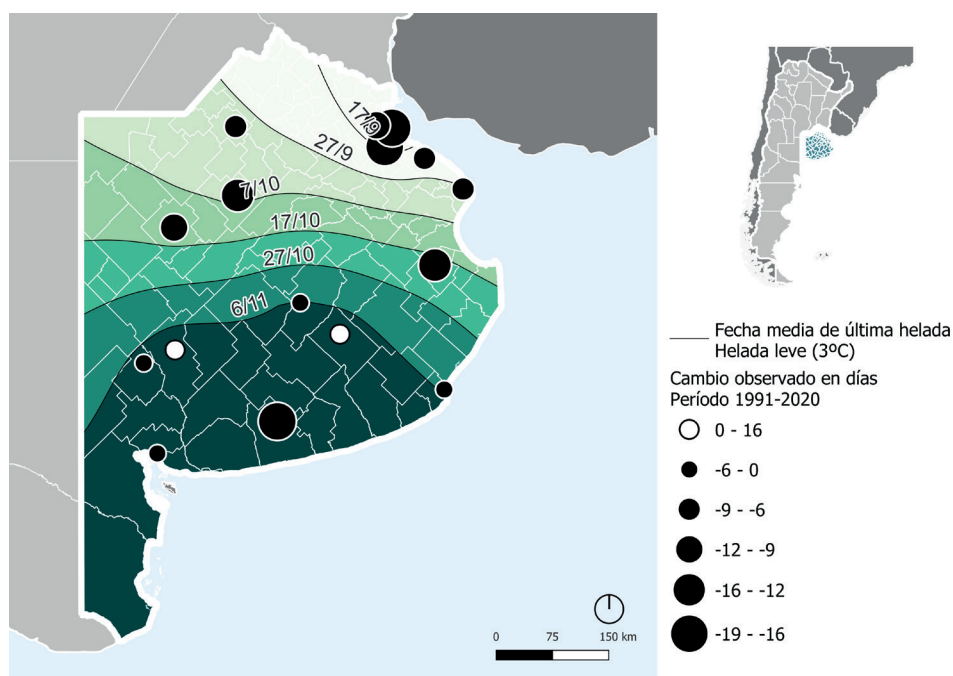 17/9
27/9
7/10
17/10
27/10
6/11
0 75 150 km
Fecha media de última helada
Helada leve (3ºC)
Cambio observado en días
Período 1991-2020
0 - 16
-6 - 0
-9 - -6
-12 - -9
-16 - -12
-19 - -16